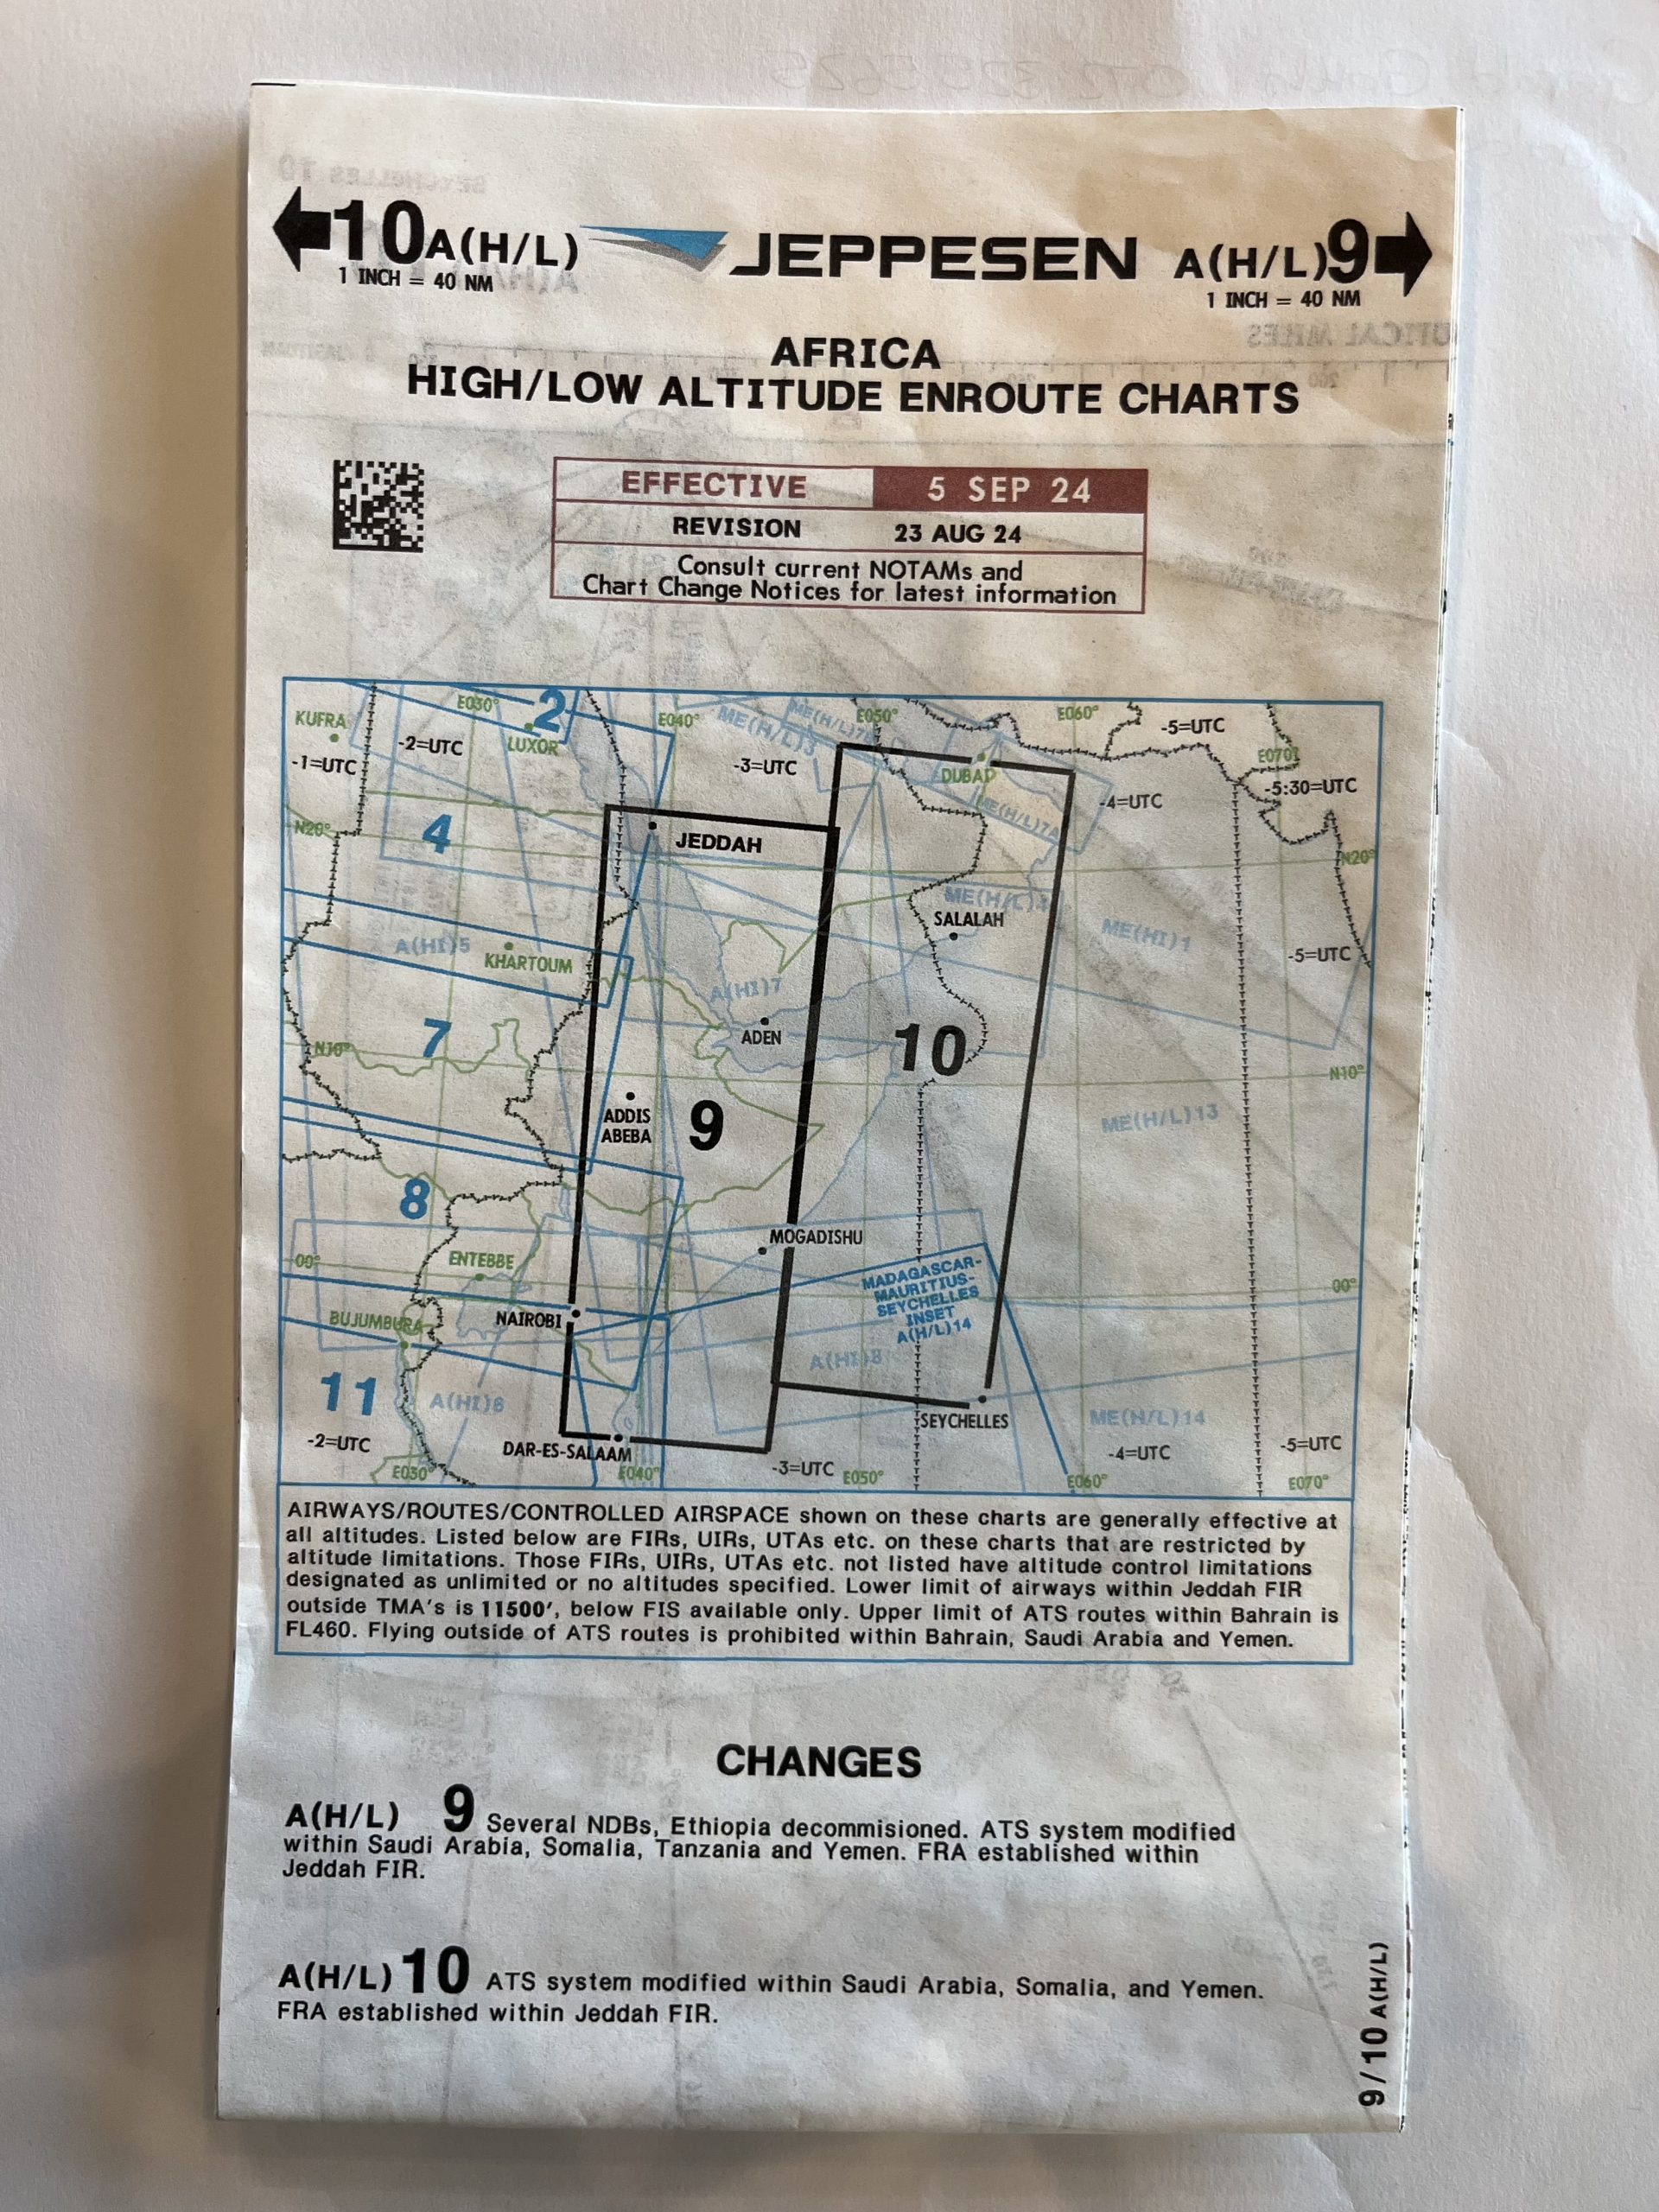 10 A(H/L)
1 INCH = 40 NM
JEPPESEN
A(H/L) 9
1 INCH = 40 NM
AFRICA
HIGH/LOW ALTITUDE ENROUTE CHARTS
EFFECTIVE 5 SEP 24
REVISION 23 AUG 24
Consult current NOTAMs and
Chart Change Notices for latest information
KUFRA
E030°
2
LUXOR
E040°
ME(H/L)3
E050°
E060°
-5=UTC
E070°
-1=UTC
-2=UTC
-3=UTC
DUBAI
-4=UTC
-5:30=UTC
ME(H/L)7A
N20°
4
JEDDAH
N20°
ME(H/L)
SALALAH
A(HI)5
KHARTOUM
ME(HI)1
-5=UTC
A(HI)7
ADEN
7
N10°
10
N10°
ADDIS
ABEBA
9
ME(H/L)13
8
MOGADISHU
00°
ENTEBBE
MADAGASCAR-
MAURITIUS-
SEYCHELLES
INSET
A(H/L)14
00°
BUJUMBURA
NAIROBI
A(HI)8
11
A(HI)6
SEYCHELLES
ME(H/L)14
-2=UTC
DAR-ES-SALAAM
-4=UTC
-5=UTC
E030°
E040°
-3=UTC
E050°
E060°
E070°
AIRWAYS/ROUTES/CONTROLLED AIRSPACE shown on these charts are generally effective at
all altitudes. Listed below are FIRs, UIRs, UTAs etc. on these charts that are restricted by
altitude limitations. Those FIRs, UIRs, UTAs etc. not listed have altitude control limitations
designated as unlimited or no altitudes specified. Lower limit of airways within Jeddah FIR
outside TMA's is 11500', below FIS available only. Upper limit of ATS routes within Bahrain is
FL460. Flying outside of ATS routes is prohibited within Bahrain, Saudi Arabia and Yemen.
CHANGES
A(H/L) 9 Several NDBs, Ethiopia decommisioned. ATS system modified
within Saudi Arabia, Somalia, Tanzania and Yemen. FRA established within
Jeddah FIR.
A(H/L) 10 ATS system modified within Saudi Arabia, Somalia, and Yemen.
FRA established within Jeddah FIR.
9/10 A(H/L)